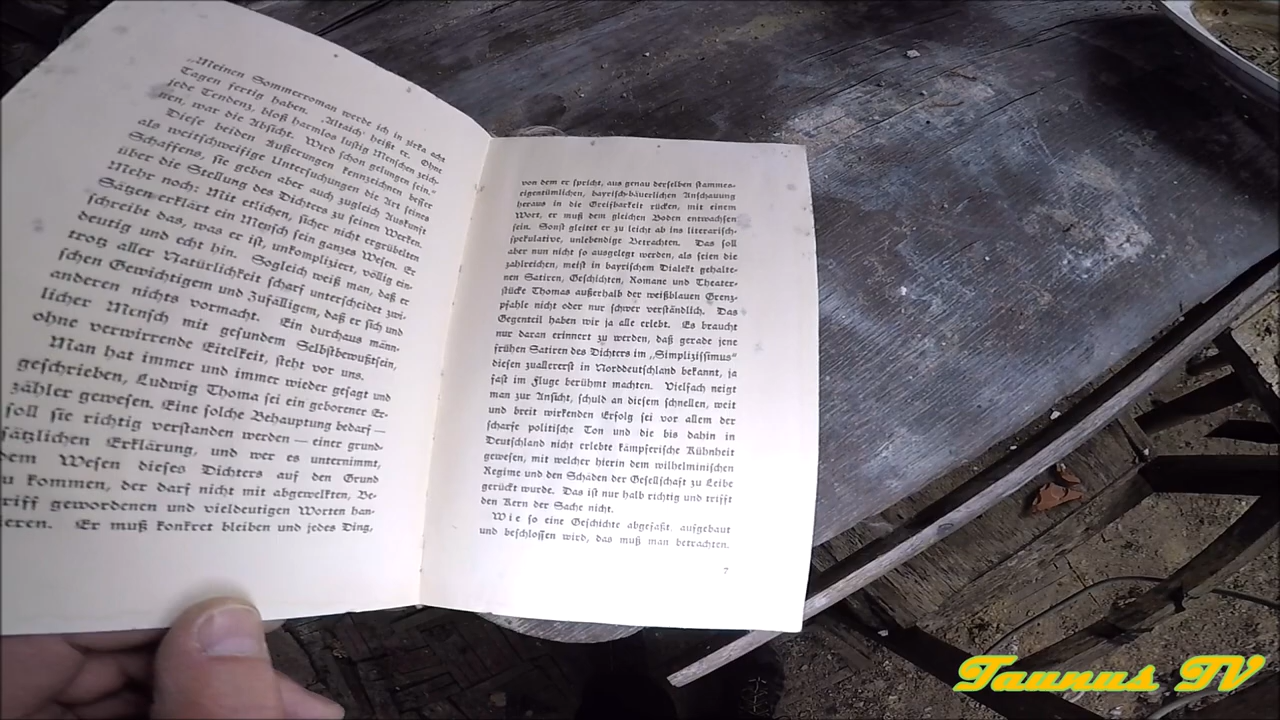 „Meinen Sommerroman werde ich in zirka acht
Tagen fertig haben. ‚Altaich‘ heißt er. Ohne
jede Tendenz, bloß harmlos lustig Menschen zeich-
nen, war die Absicht. Wird schon gelungen sein.“
Diese beiden Äußerungen kennzeichnen besser
als weitschweifige Untersuchungen die Art seines
Schaffens, sie geben aber auch zugleich Auskunft
über die Stellung des Dichters zu seinen Werken.
Mehr noch: Mit etlichen, sicher nicht ergrübelten
Sätzen erklärt ein Mensch sein ganzes Wesen. Er
schreibt das, was er ist, unkompliziert, völlig ein-
deutig und echt hin. Sogleich weiß man, daß er
trotz aller Natürlichkeit scharf unterscheidet zwi-
schen Gewichtigem und Zufälligem, daß er sich und
anderen nichts vormacht. Ein durchaus männ-
licher Mensch mit gesundem Selbstbewußtsein,
ohne verwirrende Eitelkeit, steht vor uns.
Man hat immer und immer wieder gesagt und
geschrieben, Ludwig Thoma sei ein geborener Er-
zähler gewesen. Eine solche Behauptung bedarf —
soll sie richtig verstanden werden — einer grund-
sätzlichen Erklärung, und wer es unternimmt,
dem Wesen dieses Dichters auf den Grund
u kommen, der darf nicht mit abgewelkten, Be-
riff gewordenen und vieldeutigen Worten han-
ieren. Er muß konkret bleiben und jedes Ding,
von dem er spricht, aus genau derselben stammes-
eigentümlichen, bayrisch-bäuerlichen Anschauung
heraus in die Greifbarkeit rücken, mit einem
Wort, er muß dem gleichen Boden entwachsen
sein. Sonst gleitet er zu leicht ab ins literarisch-
spekulative, unlebendige Betrachten. Das soll
aber nun nicht so ausgelegt werden, als seien die
zahlreichen, meist in bayrischem Dialekt gehalte-
nen Satiren, Geschichten, Romane und Theater-
stücke Thomas außerhalb der weißblauen Grenz-
pfähle nicht oder nur schwer verständlich. Das
Gegenteil haben wir ja alle erlebt. Es braucht
nur daran erinnert zu werden, daß gerade jene
frühen Satiren des Dichters im „Simplizissimus“
diesen zuallererst in Norddeutschland bekannt, ja
fast im Fluge berühmt machten. Vielfach neigt
man zur Ansicht, schuld an diesem schnellen, weit
und breit wirkenden Erfolg sei vor allem der
scharfe politische Ton und die bis dahin in
Deutschland nicht erlebte kämpferische Kühnheit
gewesen, mit welcher hierin dem wilhelminischen
Regime und den Schäden der Gesellschaft zu Leibe
gerückt wurde. Das ist nur halb richtig und trifft
den Kern der Sache nicht.
Wie so eine Geschichte abgefaßt, aufgebaut
und beschlossen wird, das muß man betrachten.
7
Taunus TV